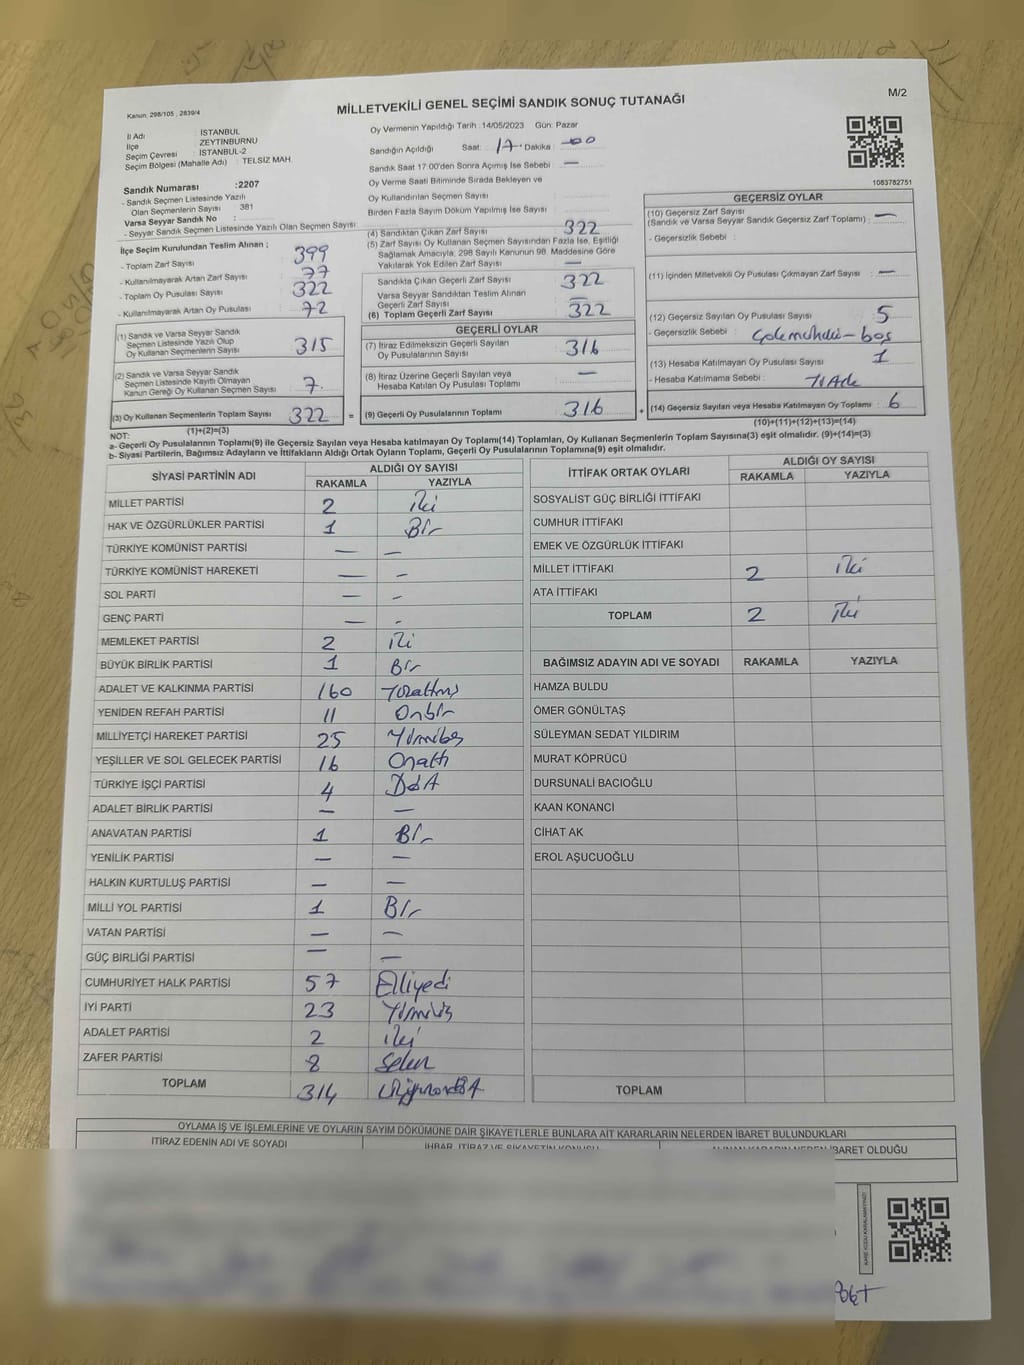 Kanun: 298/105 , 2839/4
MİLLETVEKİLİ GENEL SEÇİMİ SANDIK SONUÇ TUTANAĞI
M/2
İl Adı : İSTANBUL
İlçe : ZEYTİNBURNU
Seçim Çevresi : İSTANBUL-2
Seçim Bölgesi (Mahalle Adı) : TELSİZ MAH.
Sandık Numarası :2207
- Sandık Seçmen Listesinde Yazılı
Olan Seçmenlerin Sayısı : 381
Varsa Seyyar Sandık No :
- Seyyar Sandık Seçmen Listesinde Yazılı Olan Seçmen Sayısı:
İlçe Seçim Kurulundan Teslim Alınan ;
- Toplam Zarf Sayısı 399
- Kullanılmayarak Artan Zarf Sayısı 77
- Toplam Oy Pusulası Sayısı 322
- Kullanılmayarak Artan Oy Pusulası 72
(1) Sandık ve Varsa Seyyar Sandık
Seçmen Listesinde Yazılı Olup
Oy Kullanan Seçmenlerin Sayısı 315
(2) Sandık ve Varsa Seyyar Sandık
Seçmen Listesinde Kayıtlı Olmayan
Kanun Gereği Oy Kullanan Seçmen Sayısı 7.
(3) Oy Kullanan Seçmenlerin Toplam Sayısı 322 =
(1)+(2)=(3)
Oy Vermenin Yapıldığı Tarih :14/05/2023 Gün: Pazar
Sandığın Açıldığı Saat: 17 Dakika : 00
Sandık Saat 17:00'den Sonra Açımış İse Sebebi : —
Oy Verme Saati Bitiminde Sırada Bekleyen ve
Oy Kullandırılan Seçmen Sayısı
Birden Fazla Sayım Döküm Yapılmış İse Sayısı
(4) Sandıktan Çıkan Zarf Sayısı 322
(5) Zarf Sayısı Oy Kullanan Seçmen Sayısından Fazla İse, Eşitliği
Sağlamak Amacıyla, 298 Sayılı Kanunun 98. Maddesine Göre
Yakılarak Yok Edilen Zarf Sayısı —
Sandıkta Çıkan Geçerli Zarf Sayısı 322
Varsa Seyyar Sandıktan Teslim Alınan
Geçerli Zarf Sayısı —
(6) Toplam Geçerli Zarf Sayısı 322
GEÇERLİ OYLAR
(7) İtiraz Edilmeksizin Geçerli Sayılan
Oy Pusulalarının Sayısı 316
(8) İtiraz Üzerine Geçerli Sayılan veya
Hesaba Katılan Oy Pusulası Toplamı —
(9) Geçerli Oy Pusulalarının Toplamı 316 +
1083782751
GEÇERSİZ OYLAR
(10) Geçersiz Zarf Sayısı
(Sandık ve Varsa Seyyar Sandık Geçersiz Zarf Toplamı) : —
- Geçersizlik Sebebi :
(11) İçinden Milletvekili Oy Pusulası Çıkmayan Zarf Sayısı : —
(12) Geçersiz Sayılan Oy Pusulası Sayısı : 5
- Geçersizlik Sebebi : boş
(13) Hesaba Katılmayan Oy Pusulası Sayısı : 1
- Hesaba Katılmama Sebebi :
(14) Geçersiz Sayılan veya Hesaba Katılmayan Oy Toplamı : 6
(10)+(11)+(12)+(13)=(14)
NOT:
a- Geçerli Oy Pusulasının Toplamı(9) ile Geçersiz Sayılan veya Hesaba katılmayan Oy Toplamı(14) Toplamları, Oy Kullanan Seçmenlerin Toplam Sayısına(3) eşit olmalıdır. (9)+(14)=(3)
b- Siyasi Partilerin, Bağımsız Adayların ve İttifakların Aldığı Ortak Oyların Toplamı, Geçerli Oy Pusulalarının Toplamına(9) eşit olmalıdır.
SİYASİ PARTİNİN ADI ALDIĞI OY SAYISI
RAKAMLA YAZIYLA
MİLLET PARTİSİ 2 İki
HAK VE ÖZGÜRLÜKLER PARTİSİ 1 Bir
TÜRKİYE KOMÜNİST PARTİSİ — —
TÜRKİYE KOMÜNİST HAREKETİ — —
SOL PARTİ — —
GENÇ PARTİ — -
MEMLEKET PARTİSİ 2 İki
BÜYÜK BİRLİK PARTİSİ 1 Bir
ADALET VE KALKINMA PARTİSİ 160 Yüzaltmış
YENİDEN REFAH PARTİSİ 11 Onbir
MİLLİYETÇİ HAREKET PARTİSİ 25 Yirmibeş
YEŞİLLER VE SOL GELECEK PARTİSİ 16 Onaltı
TÜRKİYE İŞÇİ PARTİSİ 4 Dört
ADALET BİRLİK PARTİSİ — —
ANAVATAN PARTİSİ 1 Bir
YENİLİK PARTİSİ — —
HALKIN KURTULUŞ PARTİSİ — —
MİLLİ YOL PARTİSİ 1 Bir
VATAN PARTİSİ — —
GÜÇ BİRLİĞİ PARTİSİ — —
CUMHURİYET HALK PARTİSİ 57 Elliyedi
İYİ PARTİ 23 Yirmiüç
ADALET PARTİSİ 2 İki
ZAFER PARTİSİ 8 Sekiz
TOPLAM 314 Üçyüzondört
İTTİFAK ORTAK OYLARI ALDIĞI OY SAYISI
RAKAMLA YAZIYLA
SOSYALİST GÜÇ BİRLİĞİ İTTİFAKI
CUMHUR İTTİFAKI
EMEK VE ÖZGÜRLÜK İTTİFAKI
MİLLET İTTİFAKI 2 İki
ATA İTTİFAKI
TOPLAM 2 İki
BAĞIMSIZ ADAYIN ADI VE SOYADI RAKAMLA YAZIYLA
HAMZA BULDU
ÖMER GÖNÜLTAŞ
SÜLEYMAN SEDAT YILDIRIM
MURAT KÖPRÜCÜ
DURSUNALİ BACIOĞLU
KAAN KONANCİ
CİHAT AK
EROL AŞUCUOĞLU
TOPLAM
OYLAMA İŞ VE İŞLEMLERİNE VE OYLARIN SAYIM DÖKÜMÜNE DAİR ŞİKAYETLERLE BUNLARA AİT KARARLARIN NELERDEN İBARET BULUNDUKLARI
İTİRAZ EDENİN ADI VE SOYADI İHBAR, İTİRAZ VE ŞİKAYETİN KONUSU ALINAN KARARIN NEDEN İBARET OLDUĞU
KARE KODU KARALAMAYINIZ!